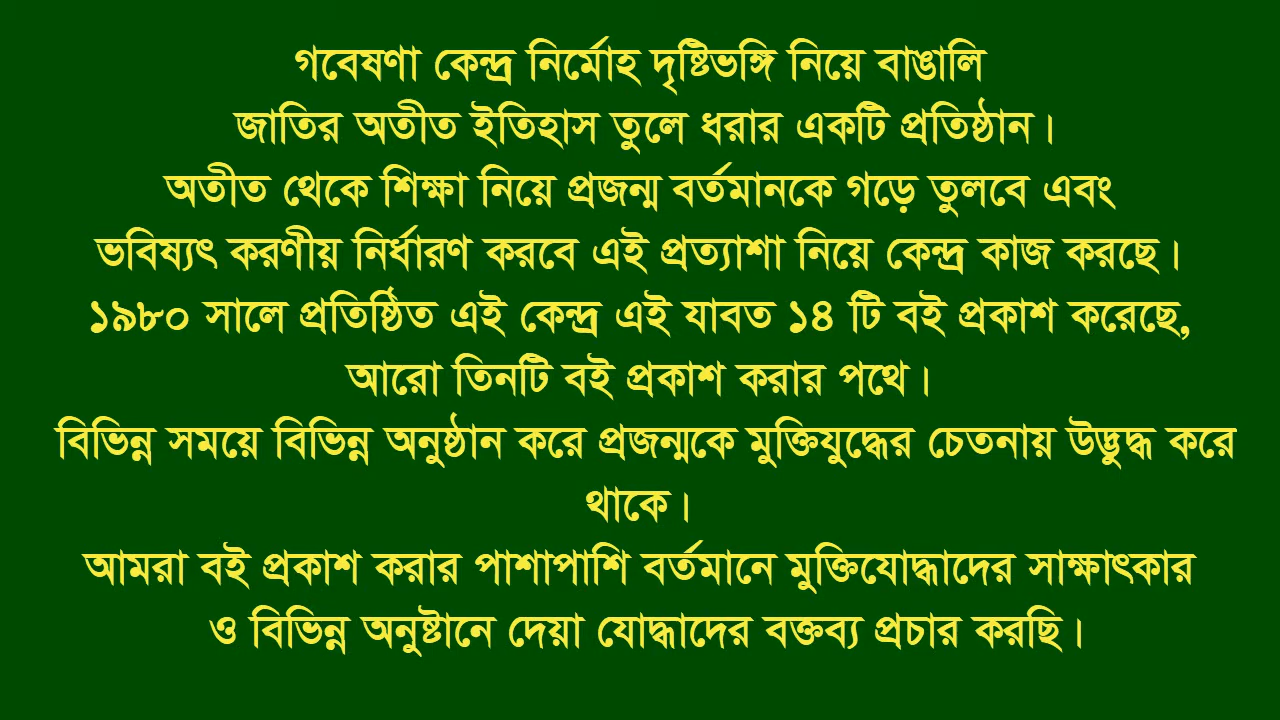 গবেষণা কেন্দ্র নির্মোহ দৃষ্টিভঙ্গি নিয়ে বাঙালি
জাতির অতীত ইতিহাস তুলে ধরার একটি প্রতিষ্ঠান।
অতীত থেকে শিক্ষা নিয়ে প্রজন্ম বর্তমানকে গড়ে তুলবে এবং
ভবিষ্যৎ করণীয় নির্ধারণ করবে এই প্রত্যাশা নিয়ে কেন্দ্র কাজ করছে।
১৯৮০ সালে প্রতিষ্ঠিত এই কেন্দ্র এই যাবত ১৪ টি বই প্রকাশ করেছে,
আরো তিনটি বই প্রকাশ করার পথে।
বিভিন্ন সময়ে বিভিন্ন অনুষ্ঠান করে প্রজন্মকে মুক্তিযুদ্ধের চেতনায় উদ্ভুদ্ধ করে
থাকে।
আমরা বই প্রকাশ করার পাশাপাশি বর্তমানে মুক্তিযোদ্ধাদের সাক্ষাৎকার
ও বিভিন্ন অনুষ্টানে দেয়া যোদ্ধাদের বক্তব্য প্রচার করছি।